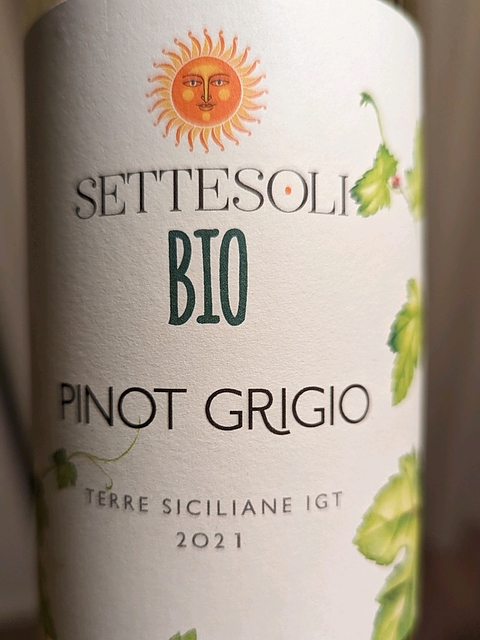 SETTESOLI
BIO
PINOT GRIGIO
TERRE SICILIANE IGT
2021